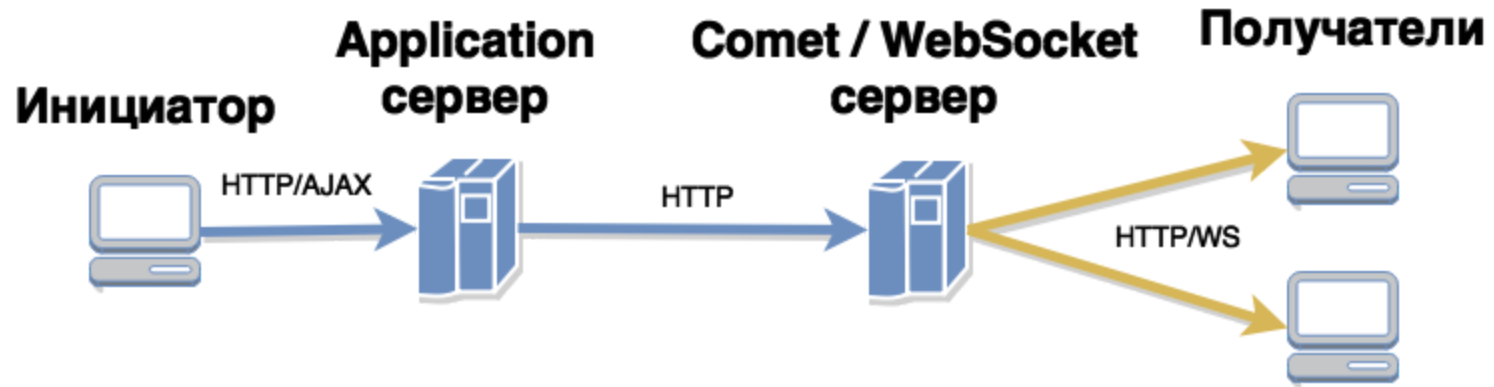 Инициатор
Application
сервер
Comet / WebSocket
сервер
Получатели
HTTP/AJAX
HTTP
HTTP/WS